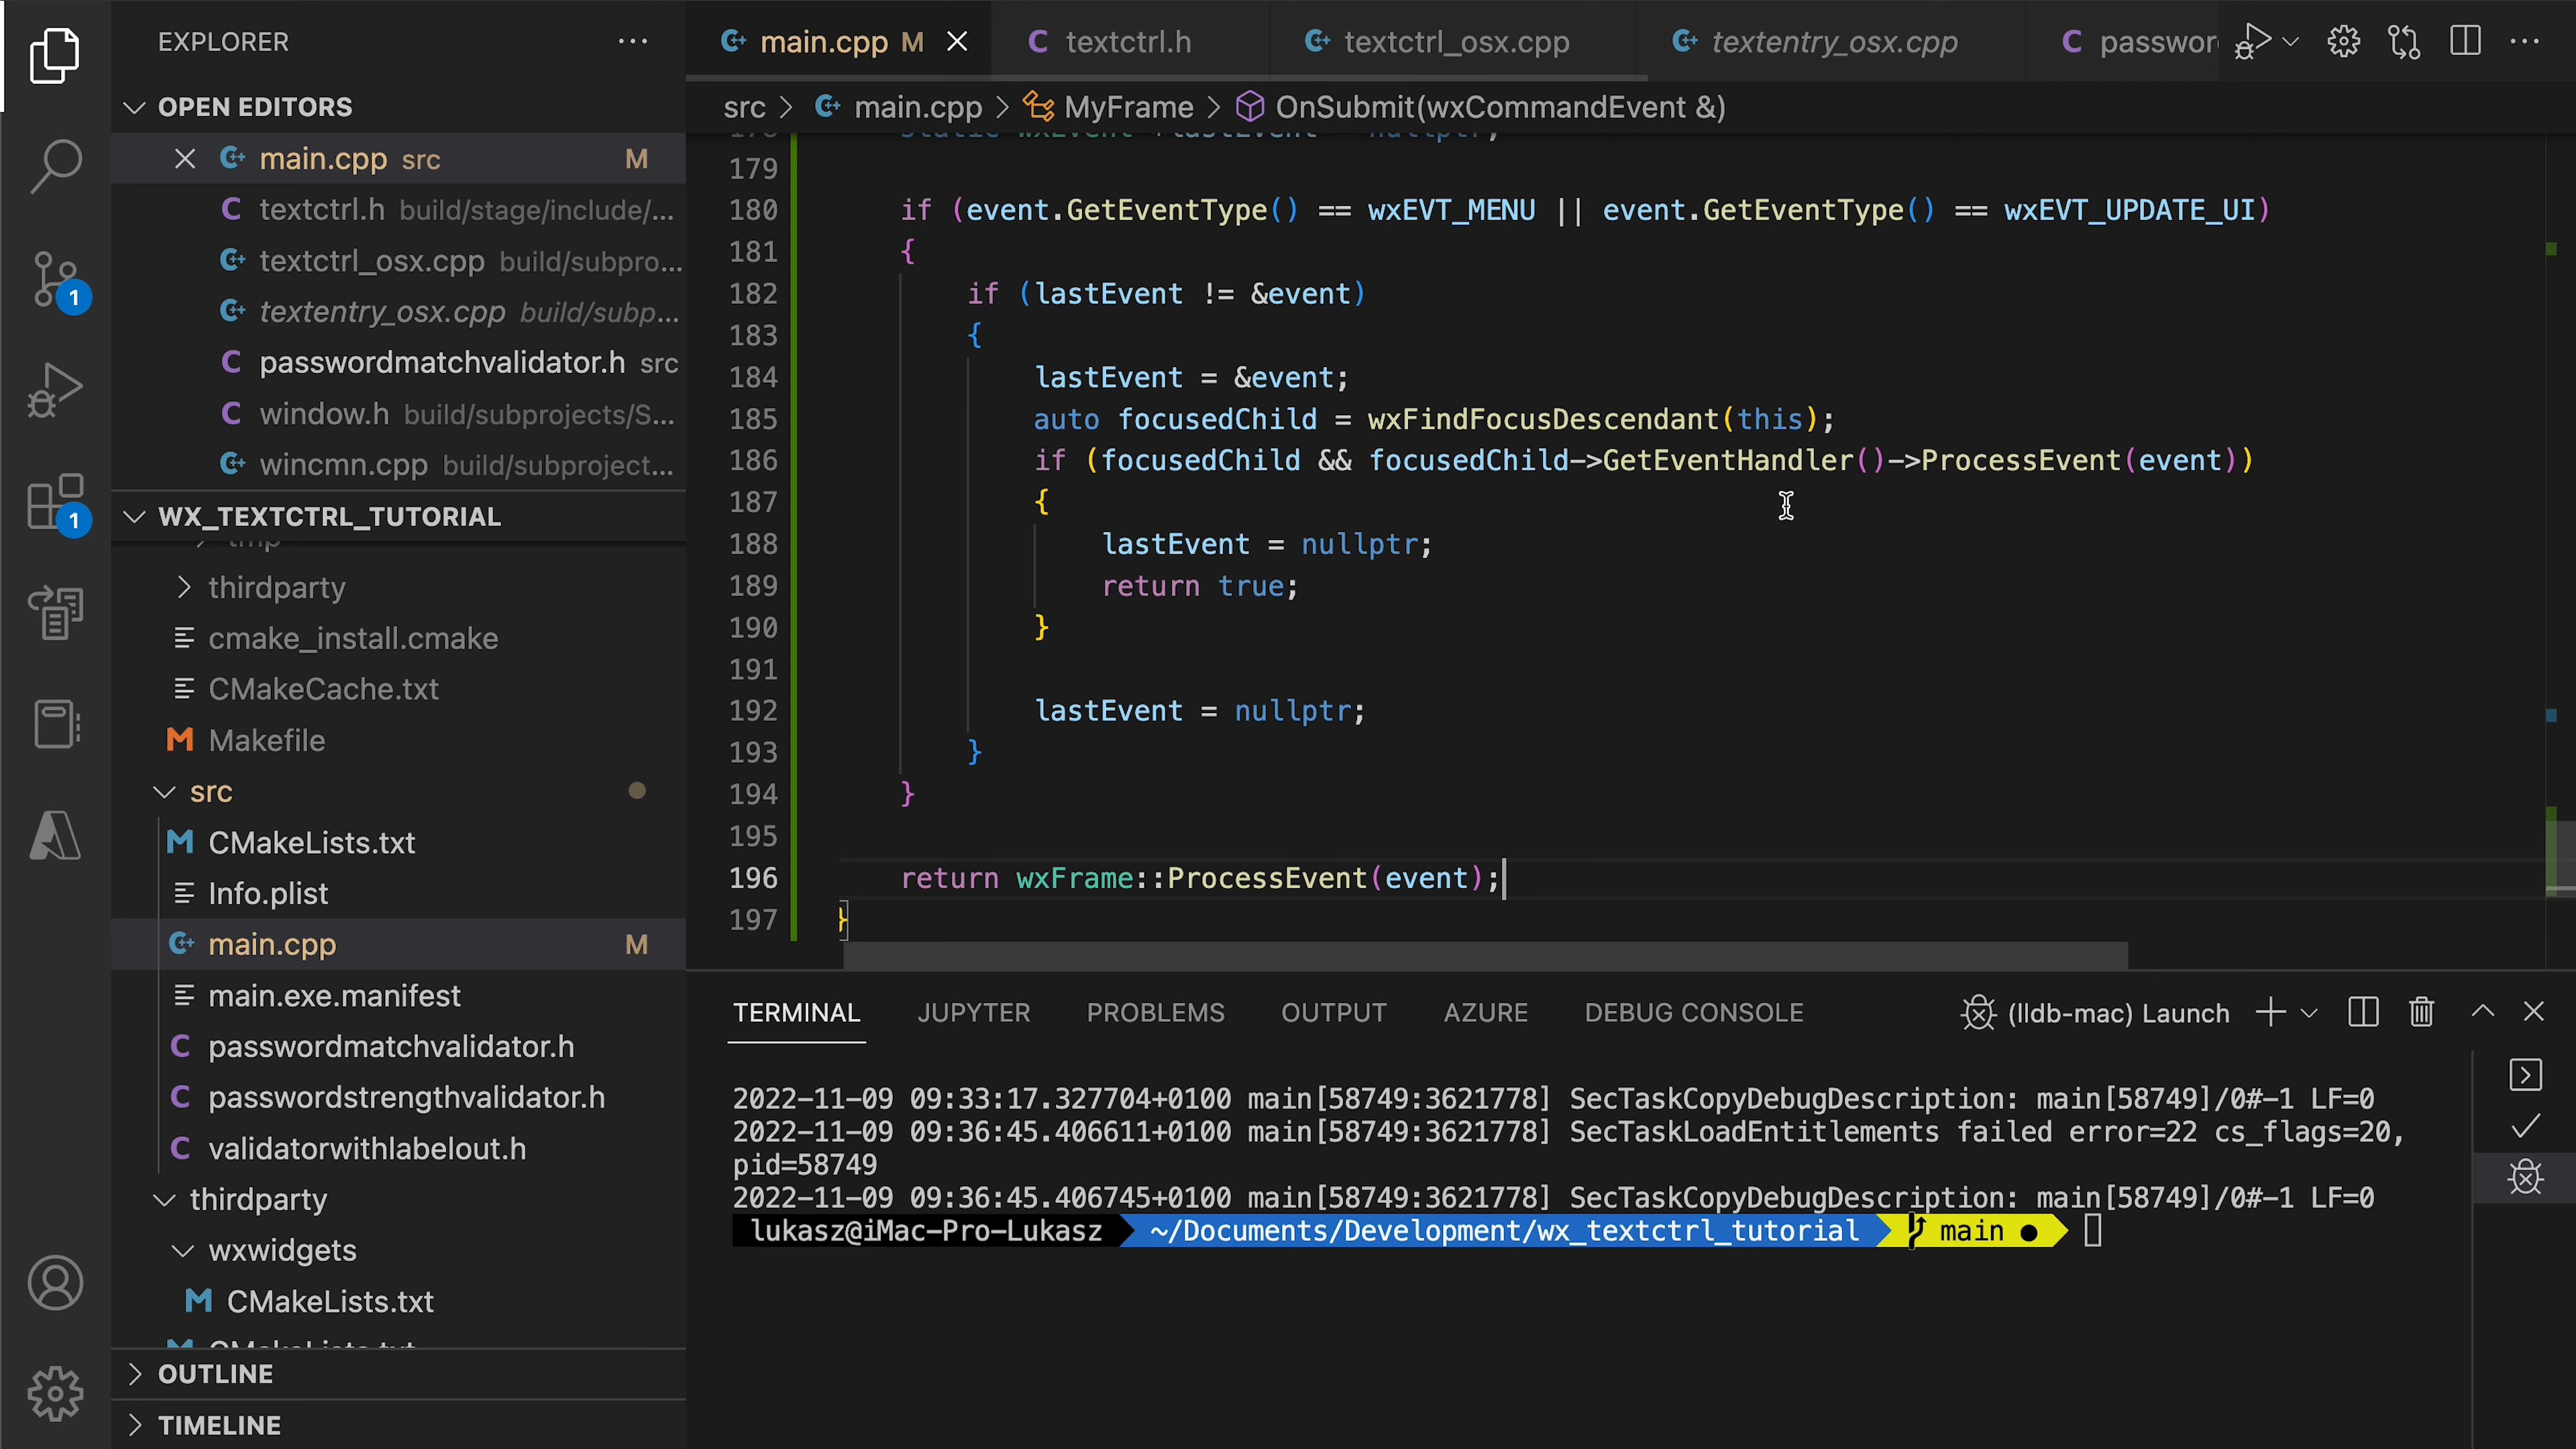 EXPLORER
OPEN EDITORS
main.cpp src M
textctrl.h build/stage/include/...
textctrl_osx.cpp build/subpro...
textentry_osx.cpp build/subp...
passwordmatchvalidator.h src
window.h build/subprojects/S...
wincmn.cpp build/subproject...
WX_TEXTCTRL_TUTORIAL
tmp
thirdparty
cmake_install.cmake
CMakeCache.txt
Makefile
src
CMakeLists.txt
Info.plist
main.cpp M
main.exe.manifest
passwordmatchvalidator.h
passwordstrengthvalidator.h
validatorwithlabelout.h
thirdparty
wxwidgets
CMakeLists.txt
CMakeLists.txt
OUTLINE
TIMELINE
1
1
main.cpp M
textctrl.h
textctrl_osx.cpp
textentry_osx.cpp
passwor
src > main.cpp > MyFrame > OnSubmit(wxCommandEvent &)
178 static wxEvent *lastEvent = nullptr;
179
180 if (event.GetEventType() == wxEVT_MENU || event.GetEventType() == wxEVT_UPDATE_UI)
181 {
182 if (lastEvent != &event)
183 {
184 lastEvent = &event;
185 auto focusedChild = wxFindFocusDescendant(this);
186 if (focusedChild && focusedChild->GetEventHandler()->ProcessEvent(event))
187 {
188 lastEvent = nullptr;
189 return true;
190 }
191
192 lastEvent = nullptr;
193 }
194 }
195
196 return wxFrame::ProcessEvent(event);
197 }
TERMINAL JUPYTER PROBLEMS OUTPUT AZURE DEBUG CONSOLE (lldb-mac) Launch
2022-11-09 09:33:17.327704+0100 main[58749:3621778] SecTaskCopyDebugDescription: main[58749]/0#-1 LF=0
2022-11-09 09:36:45.406611+0100 main[58749:3621778] SecTaskLoadEntitlements failed error=22 cs_flags=20,
pid=58749
2022-11-09 09:36:45.406745+0100 main[58749:3621778] SecTaskCopyDebugDescription: main[58749]/0#-1 LF=0
lukasz@iMac-Pro-Lukasz ~/Documents/Development/wx_textctrl_tutorial main ●